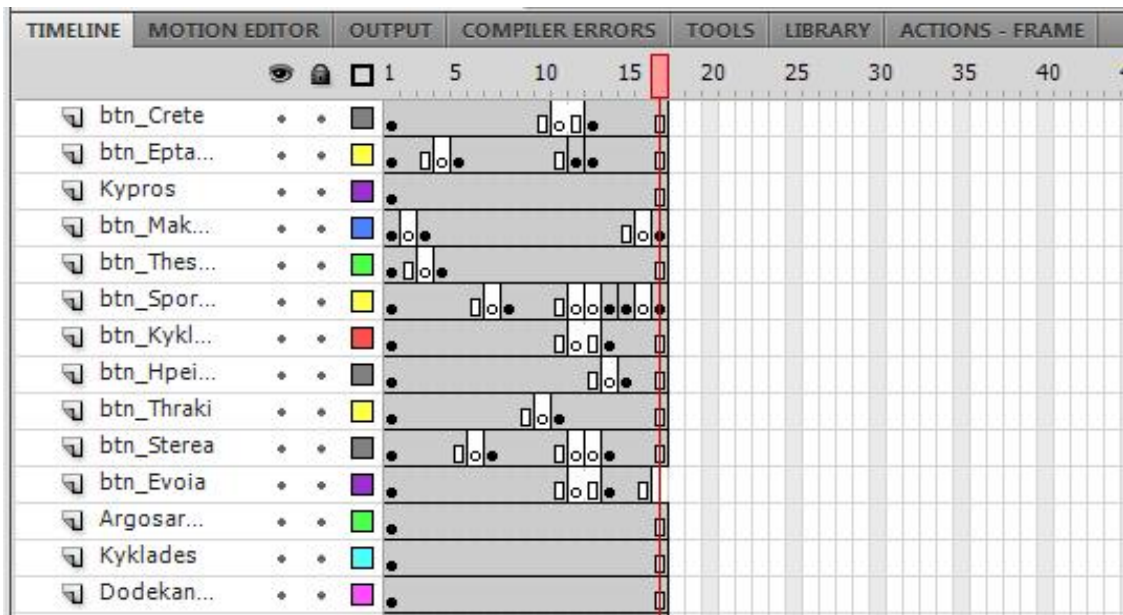 TIMELINE MOTION EDITOR OUTPUT COMPILER ERRORS TOOLS LIBRARY ACTIONS - FRAME
1 5 10 15 20 25 30 35 40
btn_Crete
btn_Epta...
Kypros
btn_Mak...
btn_Thes...
btn_Spor...
btn_Kykl...
btn_Hpei...
btn_Thraki
btn_Sterea
btn_Evoia
Argosar...
Kyklades
Dodekan...